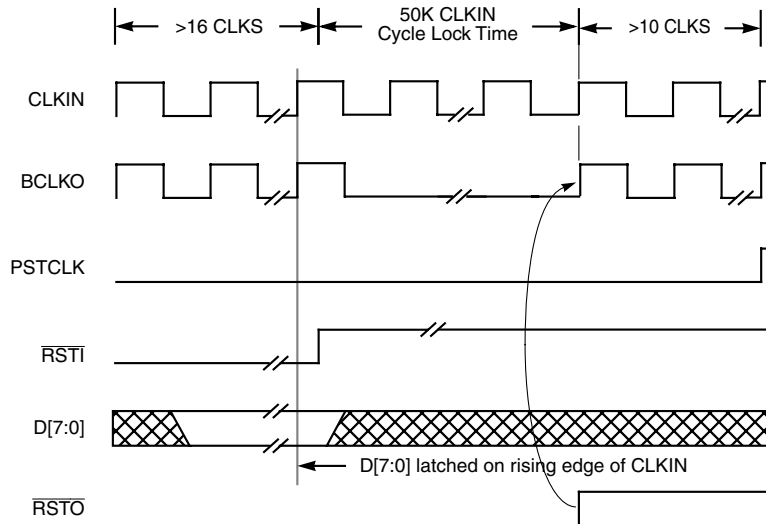 >16 CLKS
50K CLKIN
Cycle Lock Time
>10 CLKS
CLKIN
BCLKO
PSTCLK
RSTI
D[7:0]
D[7:0] latched on rising edge of CLKIN
RSTO